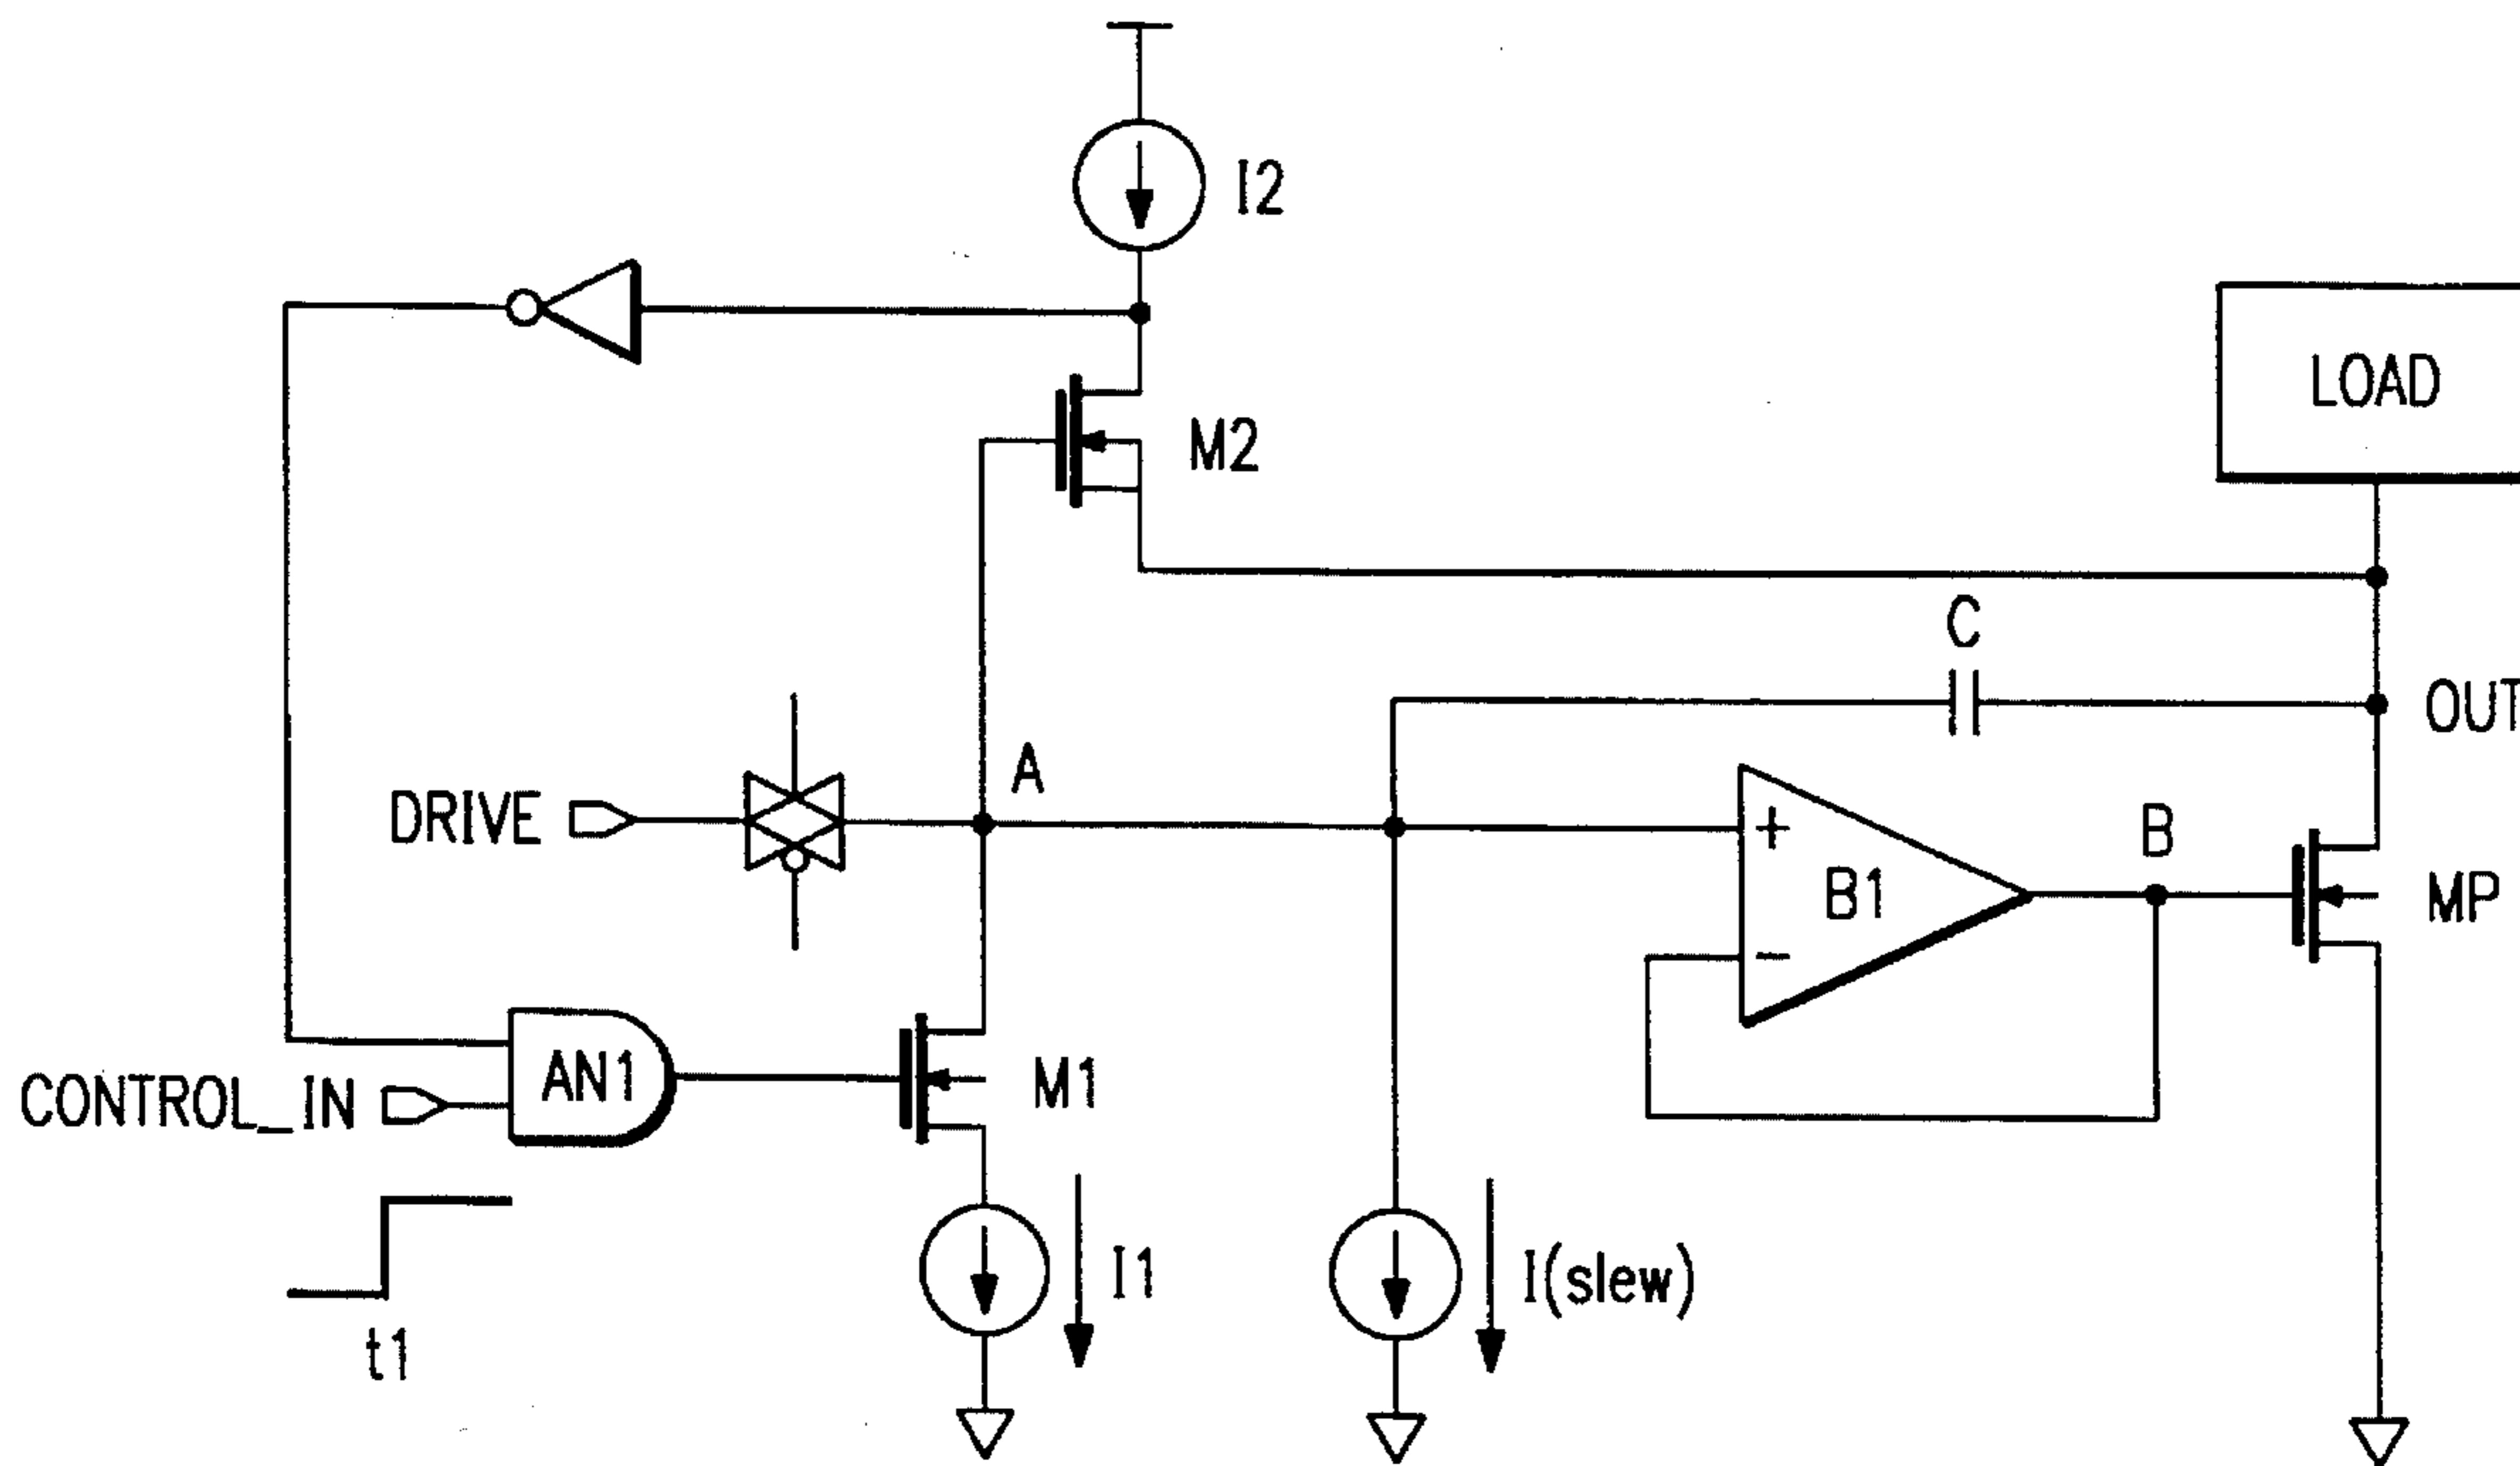 I2
LOAD
M2
C
OUT
A
DRIVE
B
B1
+
−
MP
AN1
M1
CONTROL_IN
I1
I(slew)
t1